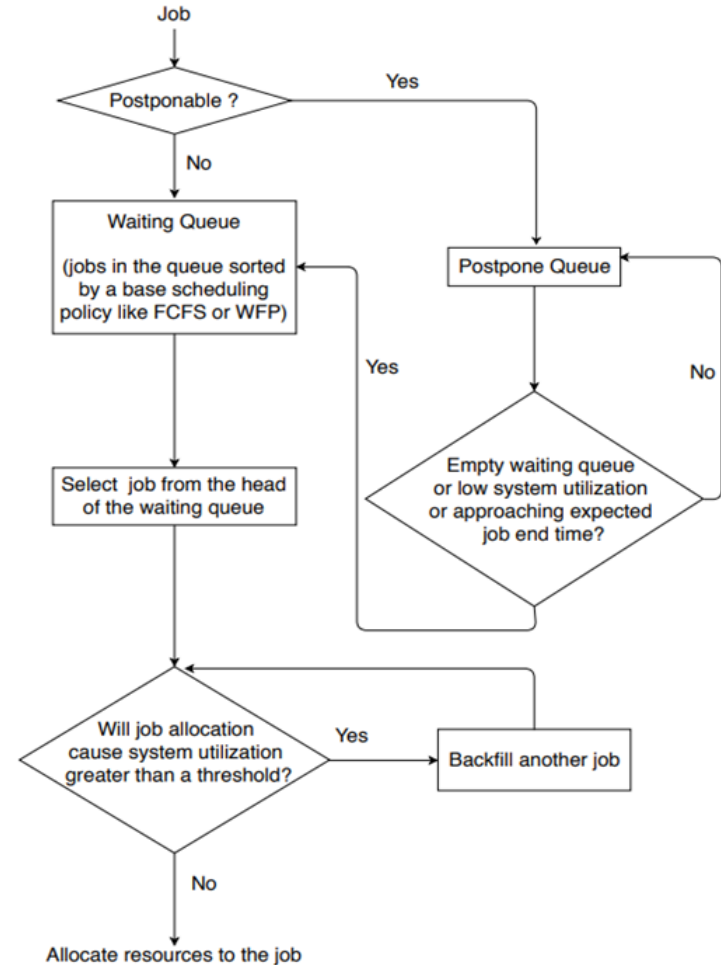 Job
Postponable ?
Yes
No
Waiting Queue
(jobs in the queue sorted
by a base scheduling
policy like FCFS or WFP)
Postpone Queue
Yes
No
Empty waiting queue
or low system utilization
or approaching expected
job end time?
Select job from the head
of the waiting queue
Will job allocation
cause system utilization
greater than a threshold?
Yes
Backfill another job
No
Allocate resources to the job